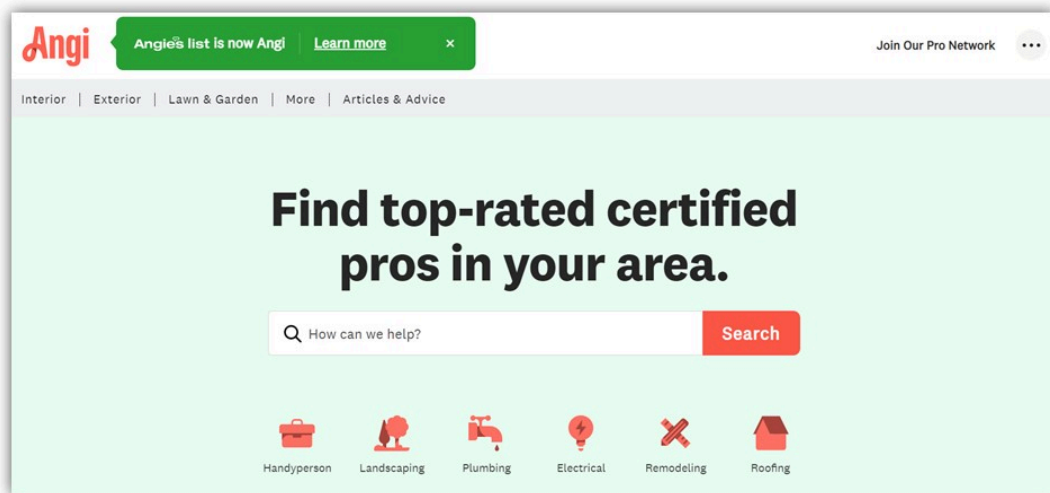 Angi
Angie's list is now Angi
Learn more
×
Join Our Pro Network
Interior | Exterior | Lawn & Garden | More | Articles & Advice
Find top-rated certified
pros in your area.
How can we help?
Search
Handyperson
Landscaping
Plumbing
Electrical
Remodeling
Roofing